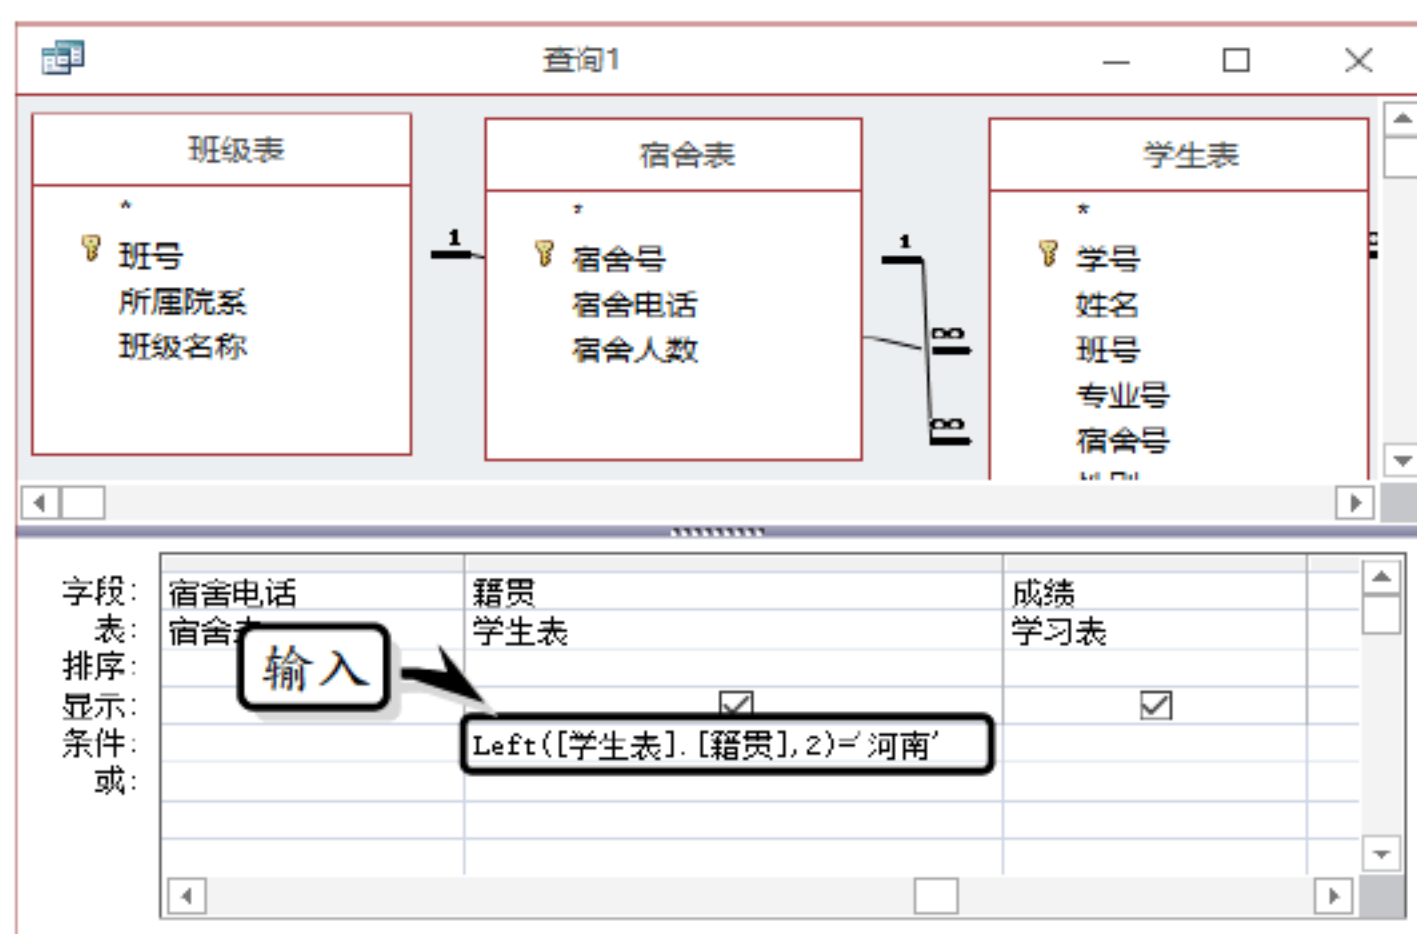 查询1
班级表
*
班号
所属院系
班级名称
1
宿舍表
*
宿舍号
宿舍电话
宿舍人数
1
∞
∞
学生表
*
学号
姓名
班号
专业号
宿舍号
字段: 宿舍电话 籍贯 成绩
表: 宿舍表 学生表 学习表
输入
排序:
显示:
条件: Left([学生表].[籍贯],2)='河南'
或: